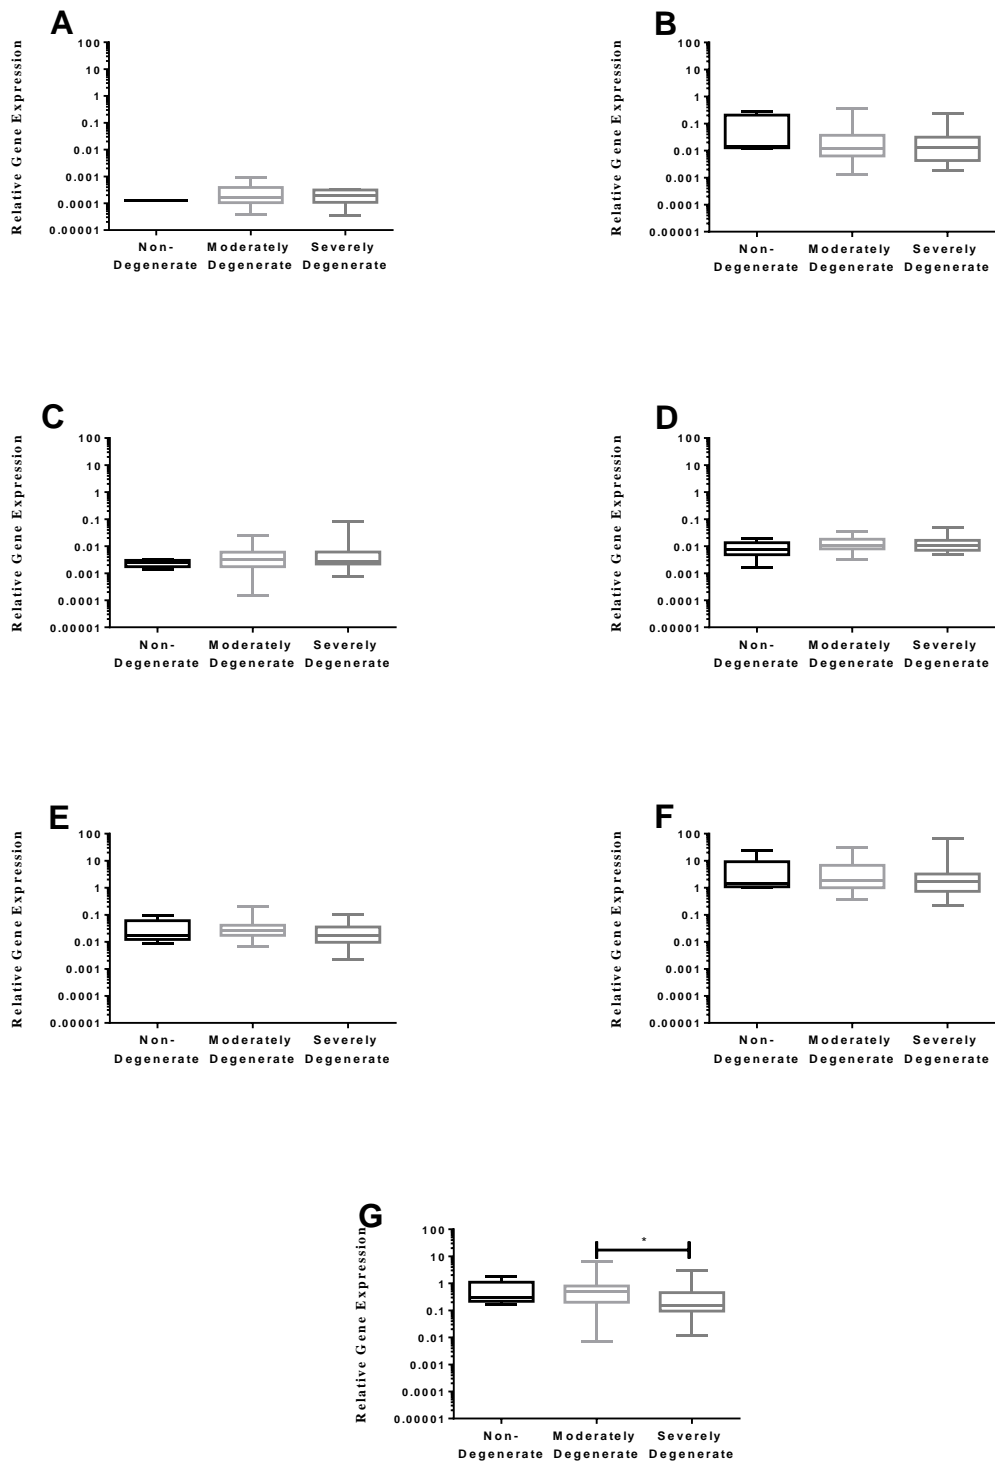 A
Relative Gene Expression
100
10
1
0.1
0.01
0.001
0.0001
0.00001
Non-
Degenerate
Moderately
Degenerate
Severely
Degenerate
B
Relative Gene Expression
100
10
1
0.1
0.01
0.001
0.0001
0.00001
Non-
Degenerate
Moderately
Degenerate
Severely
Degenerate
C
Relative Gene Expression
100
10
1
0.1
0.01
0.001
0.0001
0.00001
Non-
Degenerate
Moderately
Degenerate
Severely
Degenerate
D
Relative Gene Expression
100
10
1
0.1
0.01
0.001
0.0001
0.00001
Non-
Degenerate
Moderately
Degenerate
Severely
Degenerate
E
Relative Gene Expression
100
10
1
0.1
0.01
0.001
0.0001
0.00001
Non-
Degenerate
Moderately
Degenerate
Severely
Degenerate
F
Relative Gene Expression
100
10
1
0.1
0.01
0.001
0.0001
0.00001
Non-
Degenerate
Moderately
Degenerate
Severely
Degenerate
G
Relative Gene Expression
100
10
1
0.1
0.01
0.001
0.0001
0.00001
*
Non-
Degenerate
Moderately
Degenerate
Severely
Degenerate